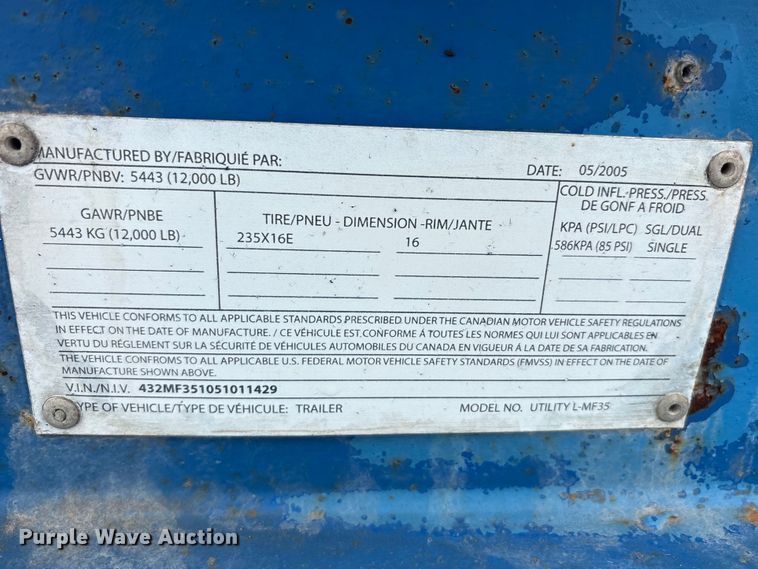 MANUFACTURED BY/FABRIQUIÉ PAR:
DATE: 05/2005
GVWR/PNBV: 5443 (12,000 LB)
COLD INFL.-PRESS./PRESS.
DE GONF A FROID
GAWR/PNBE
TIRE/PNEU - DIMENSION -RIM/JANTE
KPA (PSI/LPC) SGL/DUAL
5443 KG (12,000 LB)
235X16E 16
586KPA (85 PSI) SINGLE
THIS VEHICLE CONFORMS TO ALL APPLICABLE STANDARDS PRESCRIBED UNDER THE CANADIAN MOTOR VEHICLE SAFETY REGULATIONS
IN EFFECT ON THE DATE OF MANUFACTURE. / CE VÉHICULE EST CONFORME Á TOUTES LES NORMES QUI LUI SONT APPLICABLES EN
VERTU DU RÉGLEMENT SUR LA SÉCURITÉ DE VÉHICULES AUTOMOBILES DU CANADA EN VIGUEUR A LA DATE DE SA FABRICATION.
THE VEHICLE CONFORMS TO ALL APPLICABLE U.S. FEDERAL MOTOR VEHICLE SAFETY STANDARDS (FMVSS) IN EFFECT ON THE DATE OF
MANUFACTURE SHOWN ABOVE.
V.I.N./N.I.V. 432MF351051011429
TYPE OF VEHICLE/TYPE DE VÉHICULE: TRAILER MODEL NO. UTILITY L-MF35
Purple Wave Auction